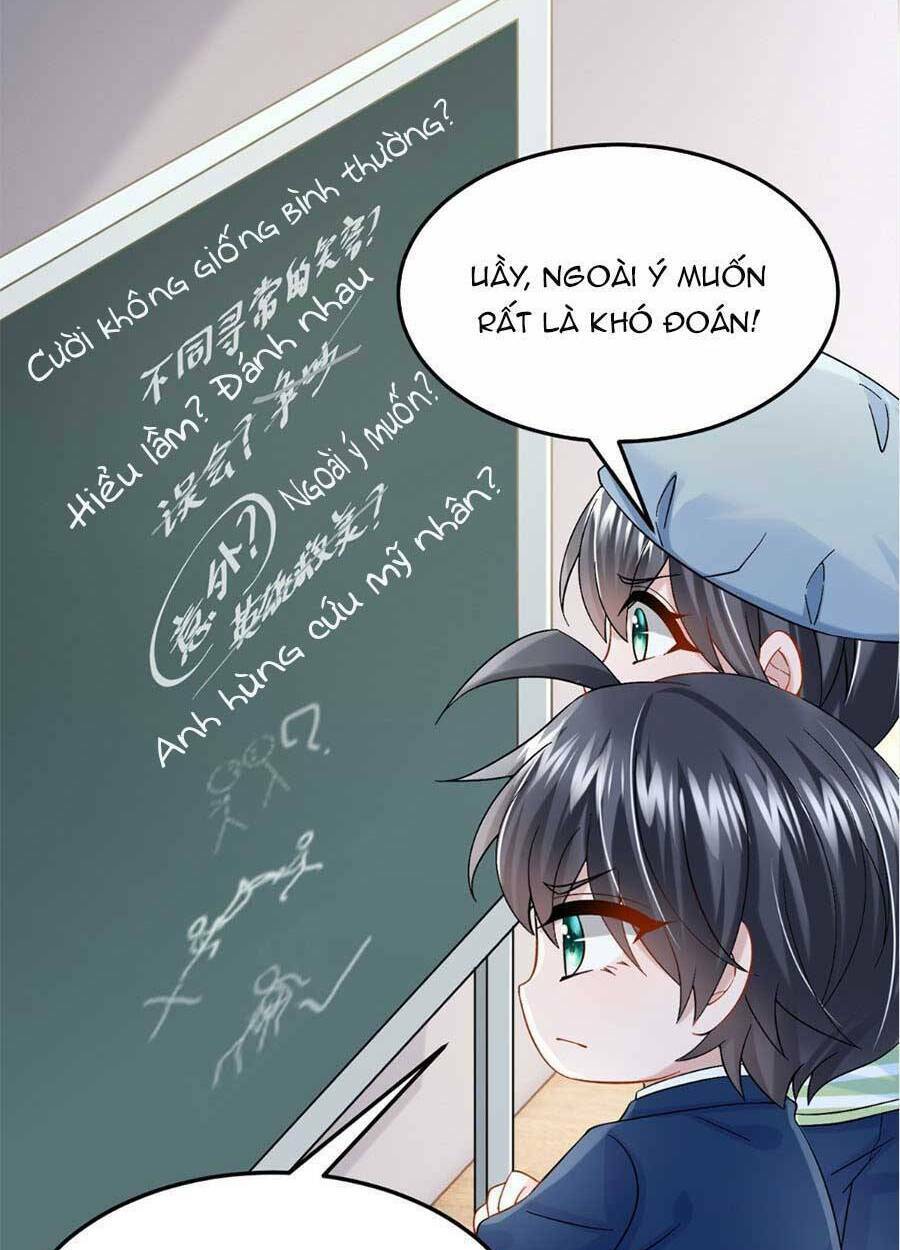 Cười không giống bình thường?
不同寻常的笑容?
Hiểu lầm? Đánh nhau
误会了? 争吵
意外? Ngoài ý muốn?
英雄救美?
Anh hùng cứu mỹ nhân?
?
UẦY, NGOÀI Ý MUỐN
RẤT LÀ KHÓ ĐOÁN!